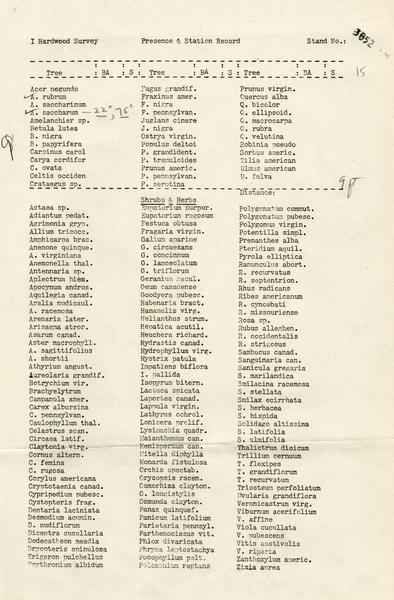 I Hardwood Survey Presence & Station Record Stand No.: 3852
Tree : BA : S : Tree : BA : S : Tree : BA : S 15
Acer negundo Fagus grandif. Prunus virgin.
A. rubrum Fraxinus amer. Quercus alba
A. saccharinum F. nigra Q. bicolor
A. saccharum — 22", 75' F. pennsylvan. Q. ellipsoid.
Amelanchier sp. Juglans cinere Q. macrocarpa
Betula lutea J. nigra Q. rubra
B. nigra Ostrya virgin. Q. velutina
B. papyrifera Populus deltoi Robinia pseudo
Carpinus carol P. grandident. Sorbus americ.
Carya cordifor P. tremuloides Tilia american
C. ovata Prunus americ. Ulmus american
Celtis occiden P. pennsylvan. U. fulva
Crataegus sp. P. serotina
Distance:
Shrubs & Herbs
Actaea sp. Eupatorium purpur. Polygonatum commut.
Adiantum pedat. Eupatorium rugosum Polygonatum pubesc.
Agrimonia gryp. Festuca obtusa Polygonum virgin.
Allium tricocc. Fragaria virgin. Potentilla simpl.
Amphicarpa brac. Galium aparine Prenanthes alba
Anemone quinque. G. circaezans Pteridium aquil.
A. virginiana G. concinnum Pyrola elliptica
Anemonella thal. G. lanceolatum Ranunculus abort.
Antennaria sp. G. triflorum R. recurvatus
Aplectrum hiem. Geranium macul. R. septentrion.
Apocynum andros. Geum canadense Rhus radicans
Aquilegia canad. Goodyera pubesc. Ribes americanum
Aralia nudicaul. Habenaria bract. R. cynosbati
A. racemosa Hamamelis virg. R. missouriense
Arenaria later. Helianthus strum. Rosa sp.
Arisaema atror. Hepatica acutil. Rubus alleghen.
Asarum canad. Heuchera richard. R. occidentalis
Aster macrophyll. Hydrastis canad. R. strigosus
A. sagittifolius Hydrophyllum virg. Sambucus canad.
A. shortii Hystrix patula Sanguinaria can.
Athyrium angust. Impatiens biflora Sanicula gregaria
Aureolaria grandif. I. pallida S. marilandica
Botrychium vir. Isopyrum bitern. Smilacina racemosa
Brachyelytrum Lactuca spicata S. stellata
Campanula amer. Laportea canad. Smilax ecirrhata
Carex albursina Lappula virgin. S. herbacea
C. pennsylvan. Lathyrus ochrol. S. hispida
Caulophyllum thal. Lonicera prolif. Solidago altissima
Celastrus scan. Lysimachia quadr. S. latifolia
Circaea latif. Maianthemum can. S. ulmifolia
Claytonia virg. Menispermum can. Thalictrum dioicum
Cornus altern. Mitella diphylla Trillium cernuum
C. femina Monarda fistulosa T. flexipes
C. rugosa Orchis spectab. T. grandiflorum
Corylus americana Oryzopsis racem. T. recurvatum
Cryptotaenia canad. Osmorhiza clayton. Triosteum perfoliatum
Cypripedium pubesc. O. longistylis Uvularia grandiflora
Cystopteris frag. Osmunda clayton. Veronicastrum virg.
Dentaria laciniata Panax quinquef. Viburnum acerifolium
Desmodium acumin. Panicum latifolium V. affine
D. nudiflorum Parietaria pennsyl. Viola cucullata
Dicentra cucullaria Parthenocissus vit. V. pubescens
Dodecatheon meadia Phlox divaricata Vitis aestivalis
Dryopteris spinulosa Phryma leptostachya V. riparia
Erigeron pulchellus Podophyllum palt. Zanthoxylum americ.
Erythronium albidum Polemonium reptans Zizia aurea